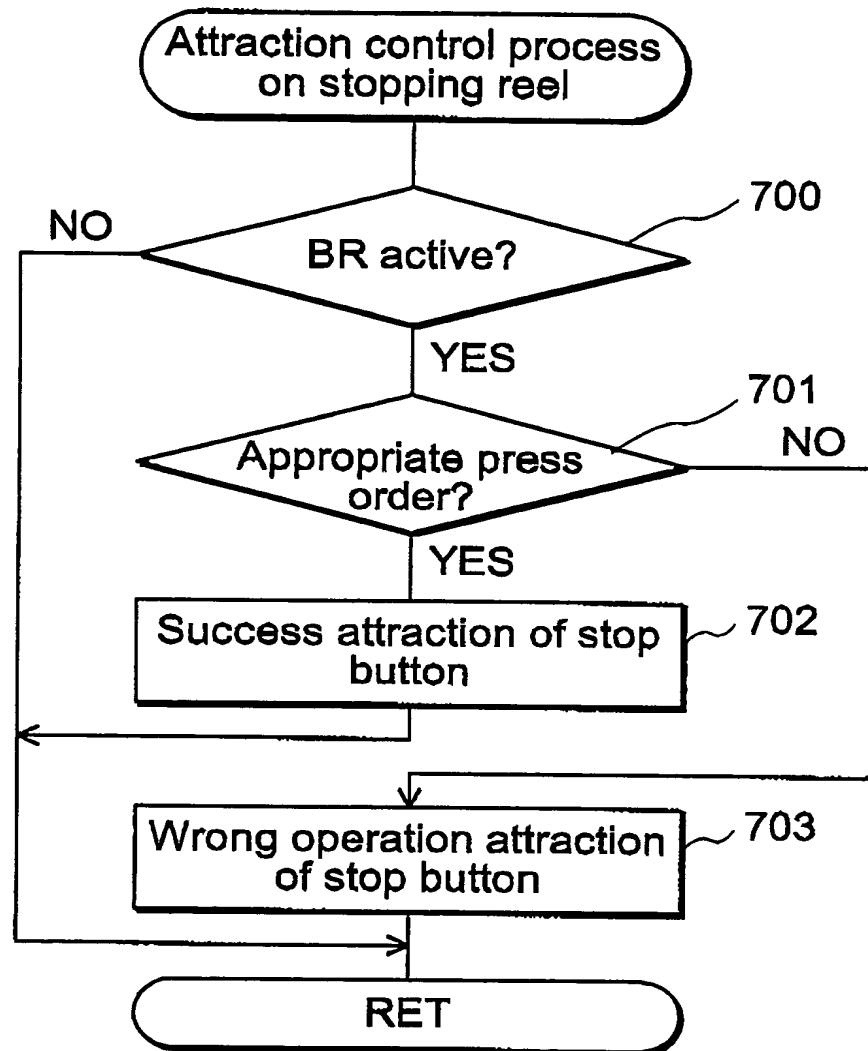 Attraction control process
on stopping reel
700
NO
BR active?
YES
701
NO
Appropriate press
order?
YES
702
Success attraction of stop
button
703
Wrong operation attraction
of stop button
RET